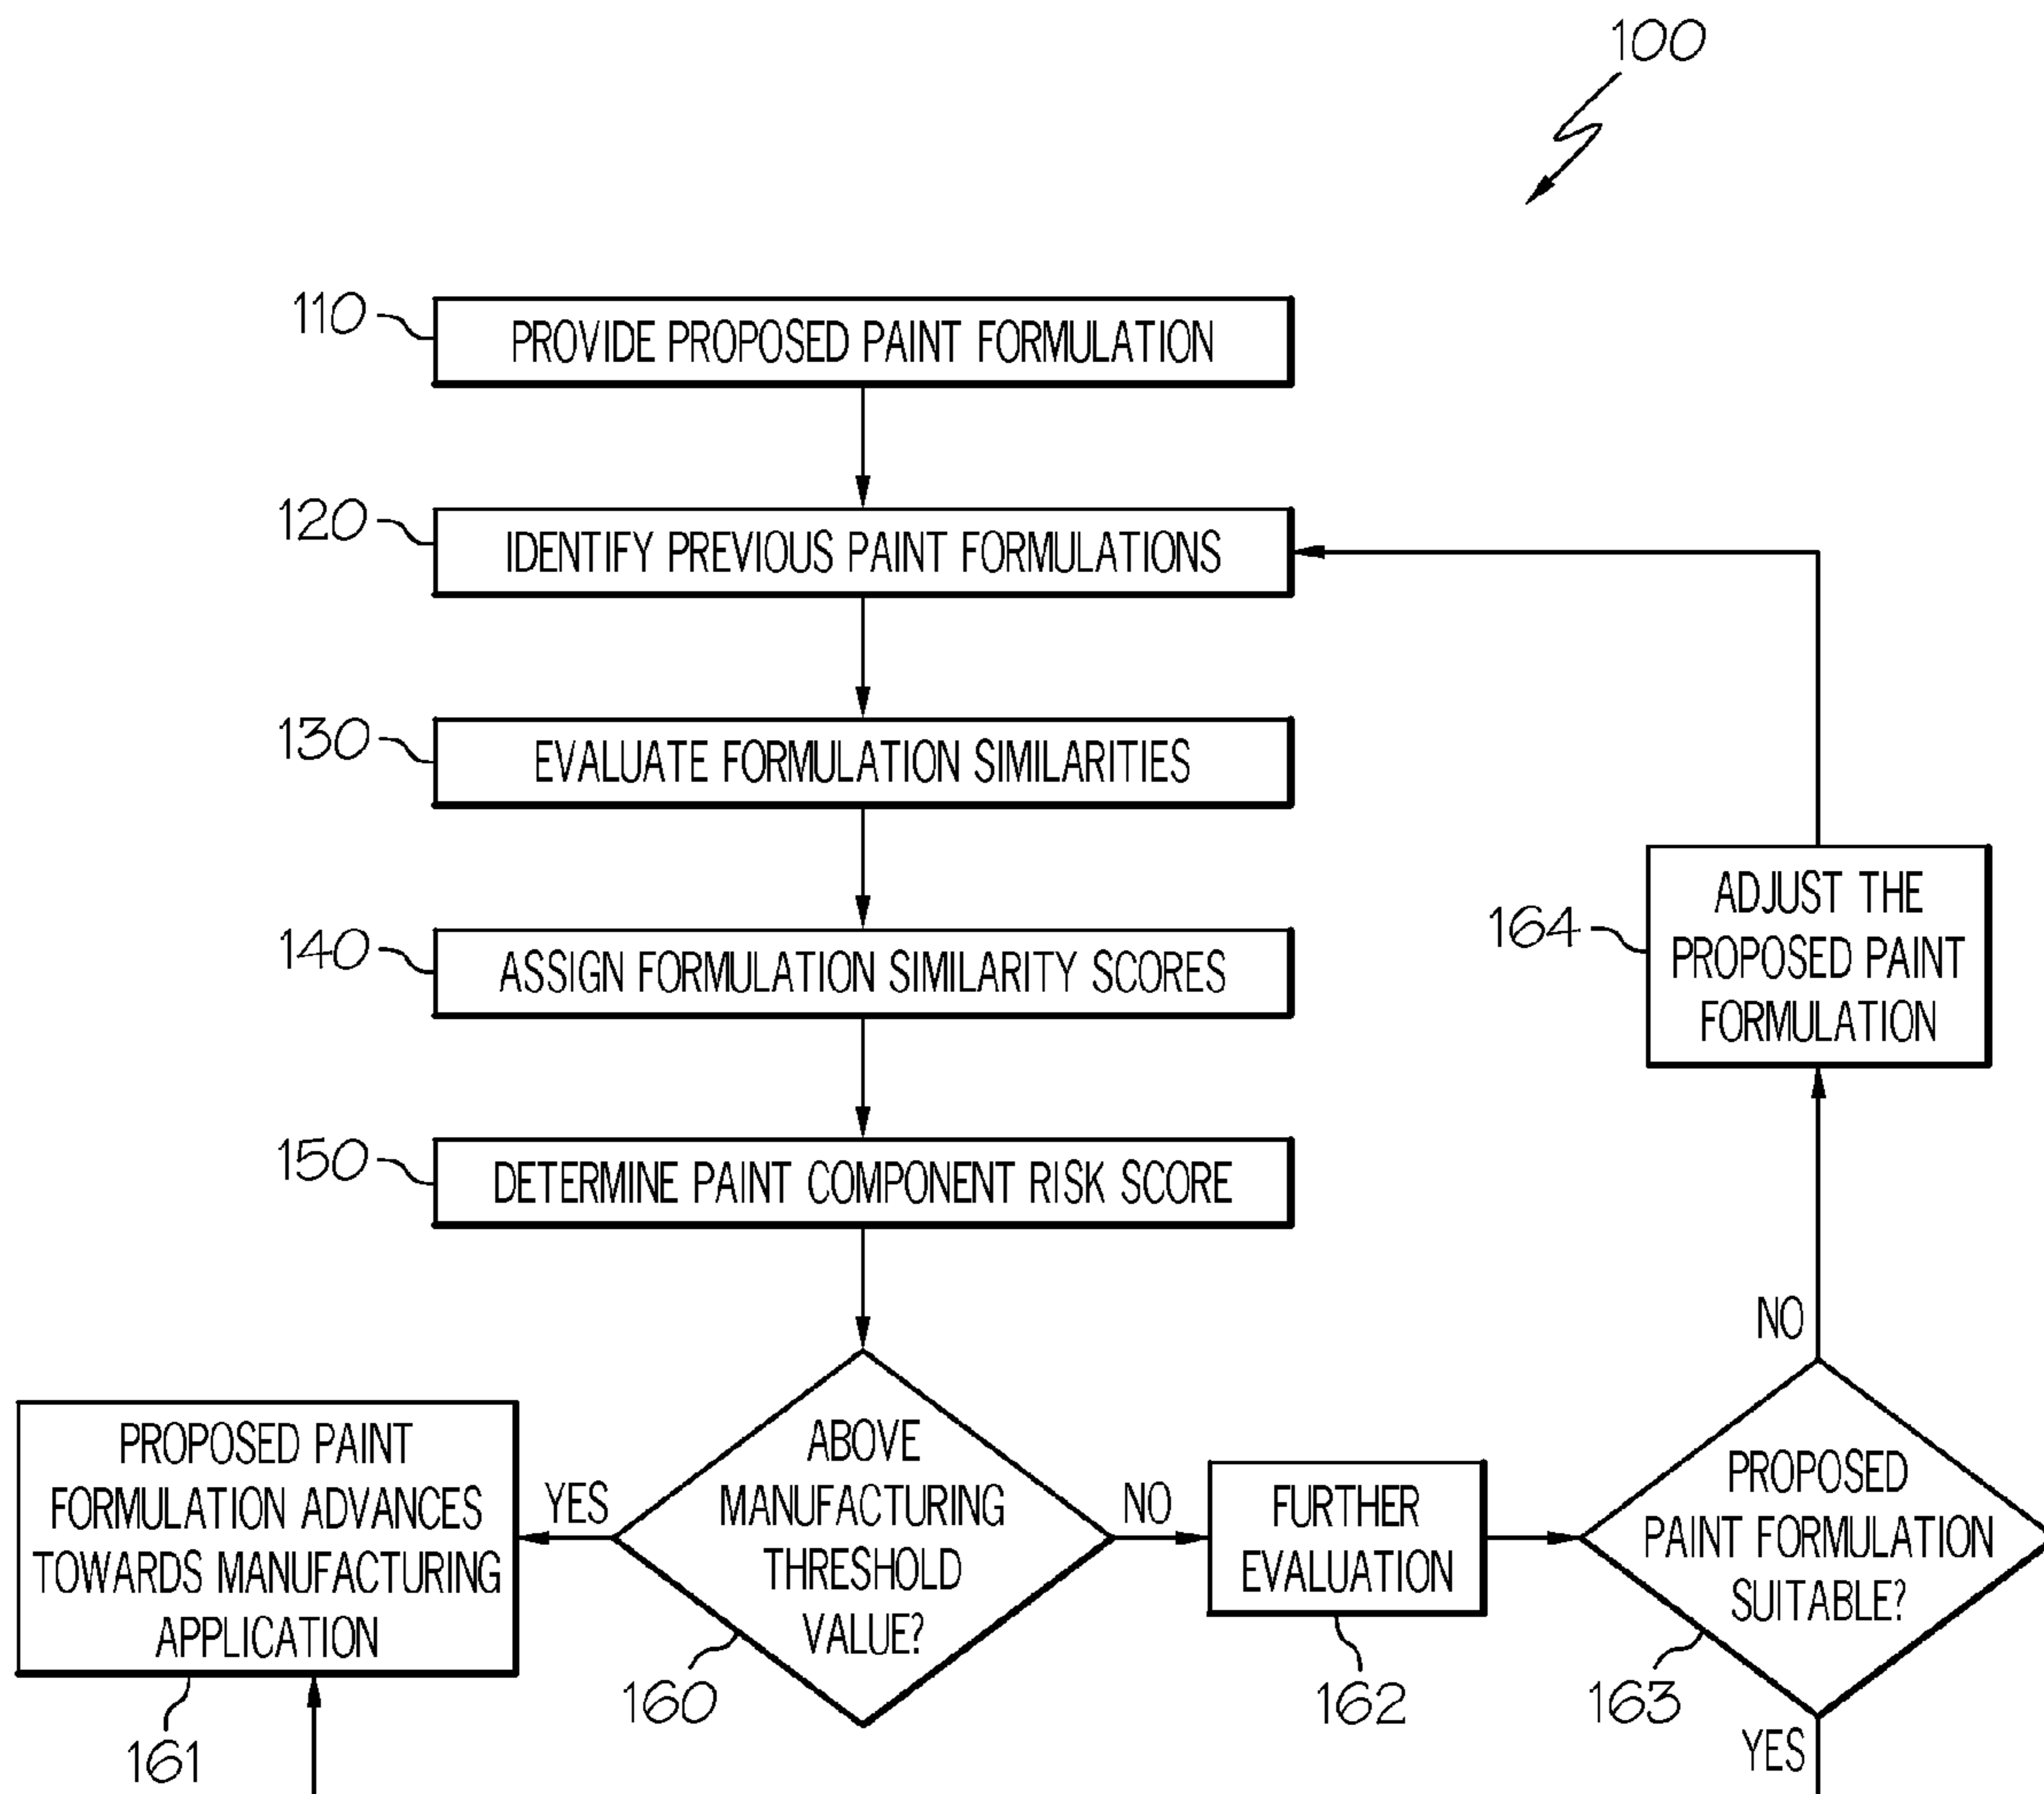 100
110
PROVIDE PROPOSED PAINT FORMULATION
120
IDENTIFY PREVIOUS PAINT FORMULATIONS
130
EVALUATE FORMULATION SIMILARITIES
140
ASSIGN FORMULATION SIMILARITY SCORES
150
DETERMINE PAINT COMPONENT RISK SCORE
ABOVE
MANUFACTURING
THRESHOLD
VALUE?
160
YES
PROPOSED PAINT
FORMULATION ADVANCES
TOWARDS MANUFACTURING
APPLICATION
161
NO
FURTHER
EVALUATION
162
PROPOSED
PAINT FORMULATION
SUITABLE?
163
YES
NO
ADJUST THE
PROPOSED PAINT
FORMULATION
164